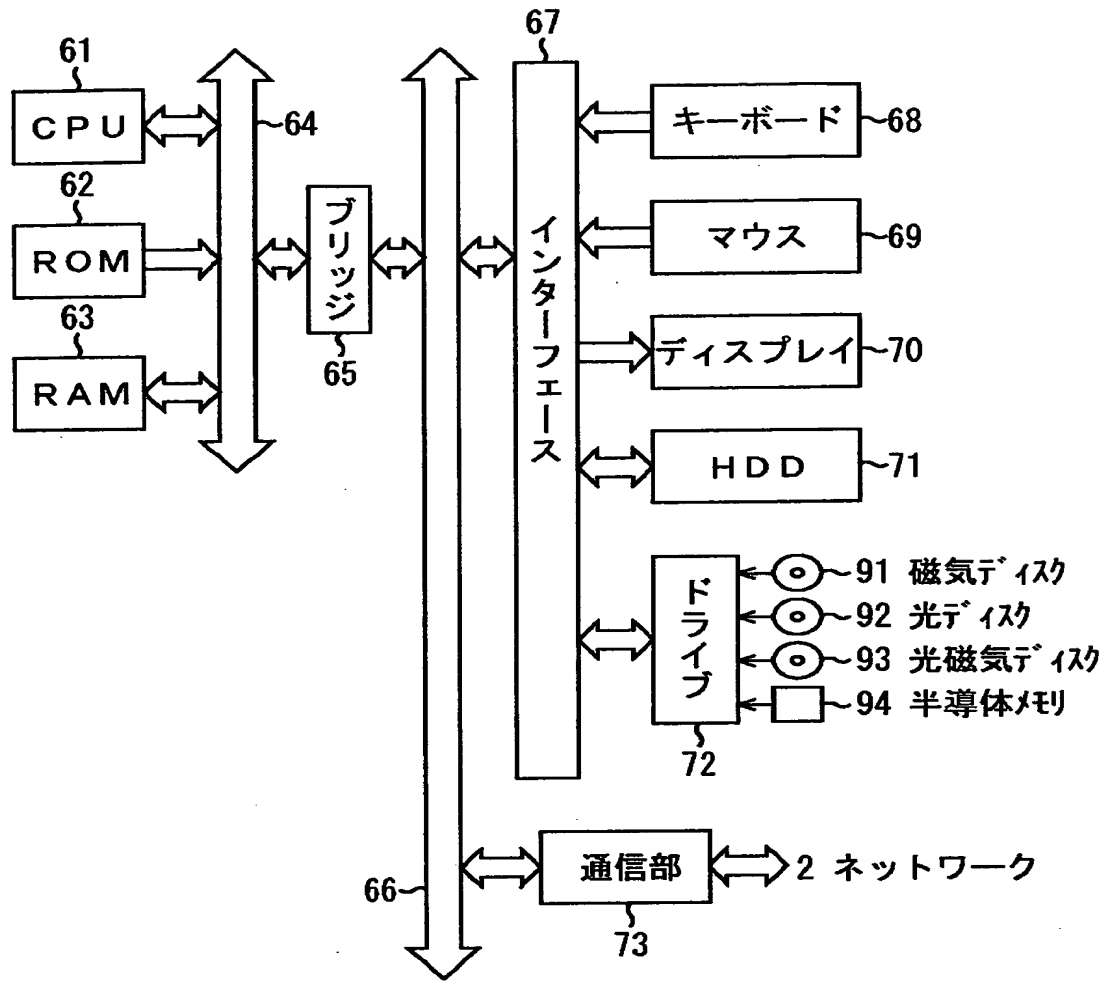 61
CPU
62
ROM
63
RAM
64
ブリッジ
65
66
67
インターフェース
キーボード 68
マウス 69
ディスプレイ 70
HDD 71
ドライブ
72
91 磁気ディスク
92 光ディスク
93 光磁気ディスク
94 半導体メモリ
通信部
73
2 ネットワーク